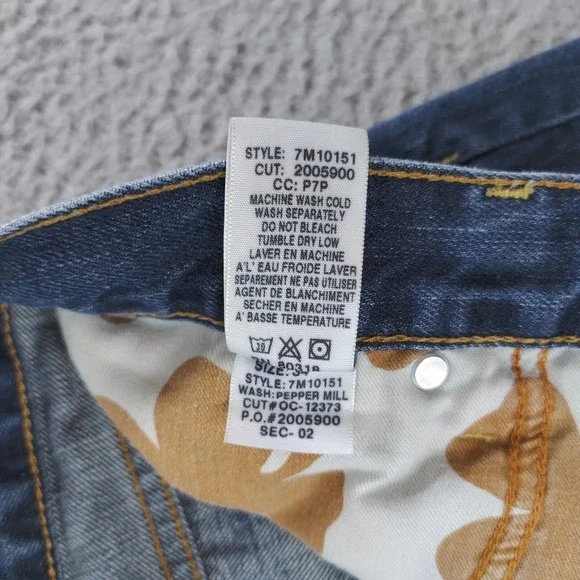 STYLE: 7M10151
CUT: 2005900
CC: P7P
MACHINE WASH COLD
WASH SEPARATELY
DO NOT BLEACH
TUMBLE DRY LOW
LAVER EN MACHINE
A'L' EAU FROIDE LAVER
SEPAREMENT NE PAS UTILISER
AGENT DE BLANCHIMENT
SECHER EN MACHINE
A' BASSE TEMPERATURE
30
SIZE:
STYLE: 7M10151
WASH: PEPPER MILL
CUT#OC-12373
P.O.#2005900
SEC- 02